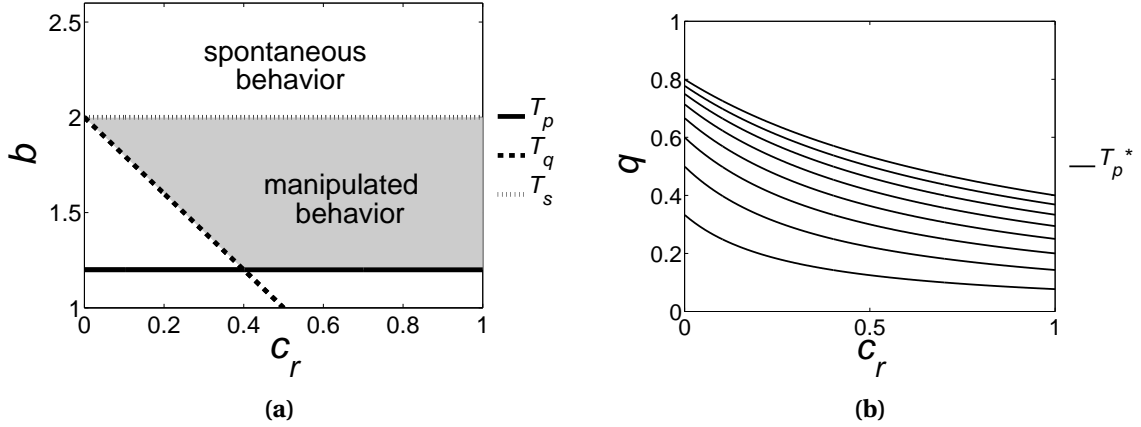 2.5
2
1.5
1
b
spontaneous
behavior
manipulated
behavior
0
0.2
0.4
0.6
0.8
1
c_r
T_p
T_q
T_s
(a)
1
0.8
0.6
0.4
0.2
0
q
0
0.5
1
c_r
T_p*
(b)